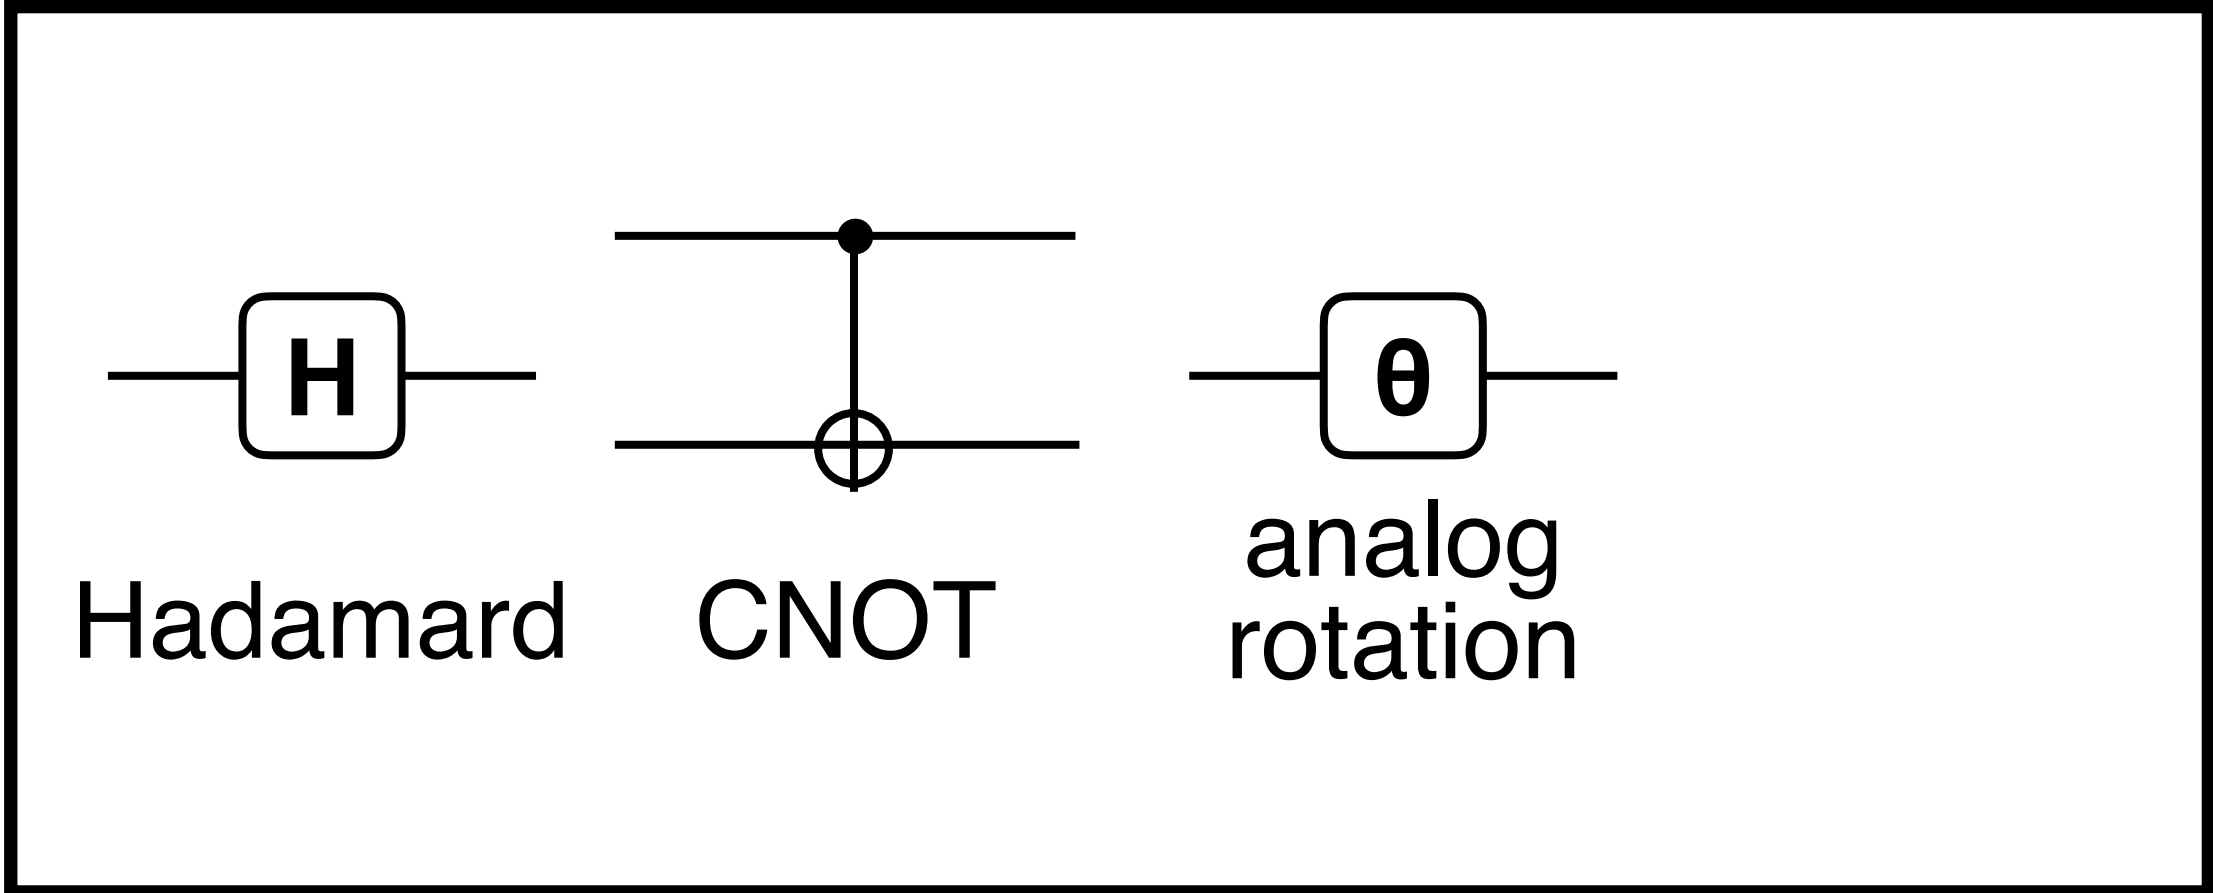 H
θ
Hadamard
CNOT
analog
rotation